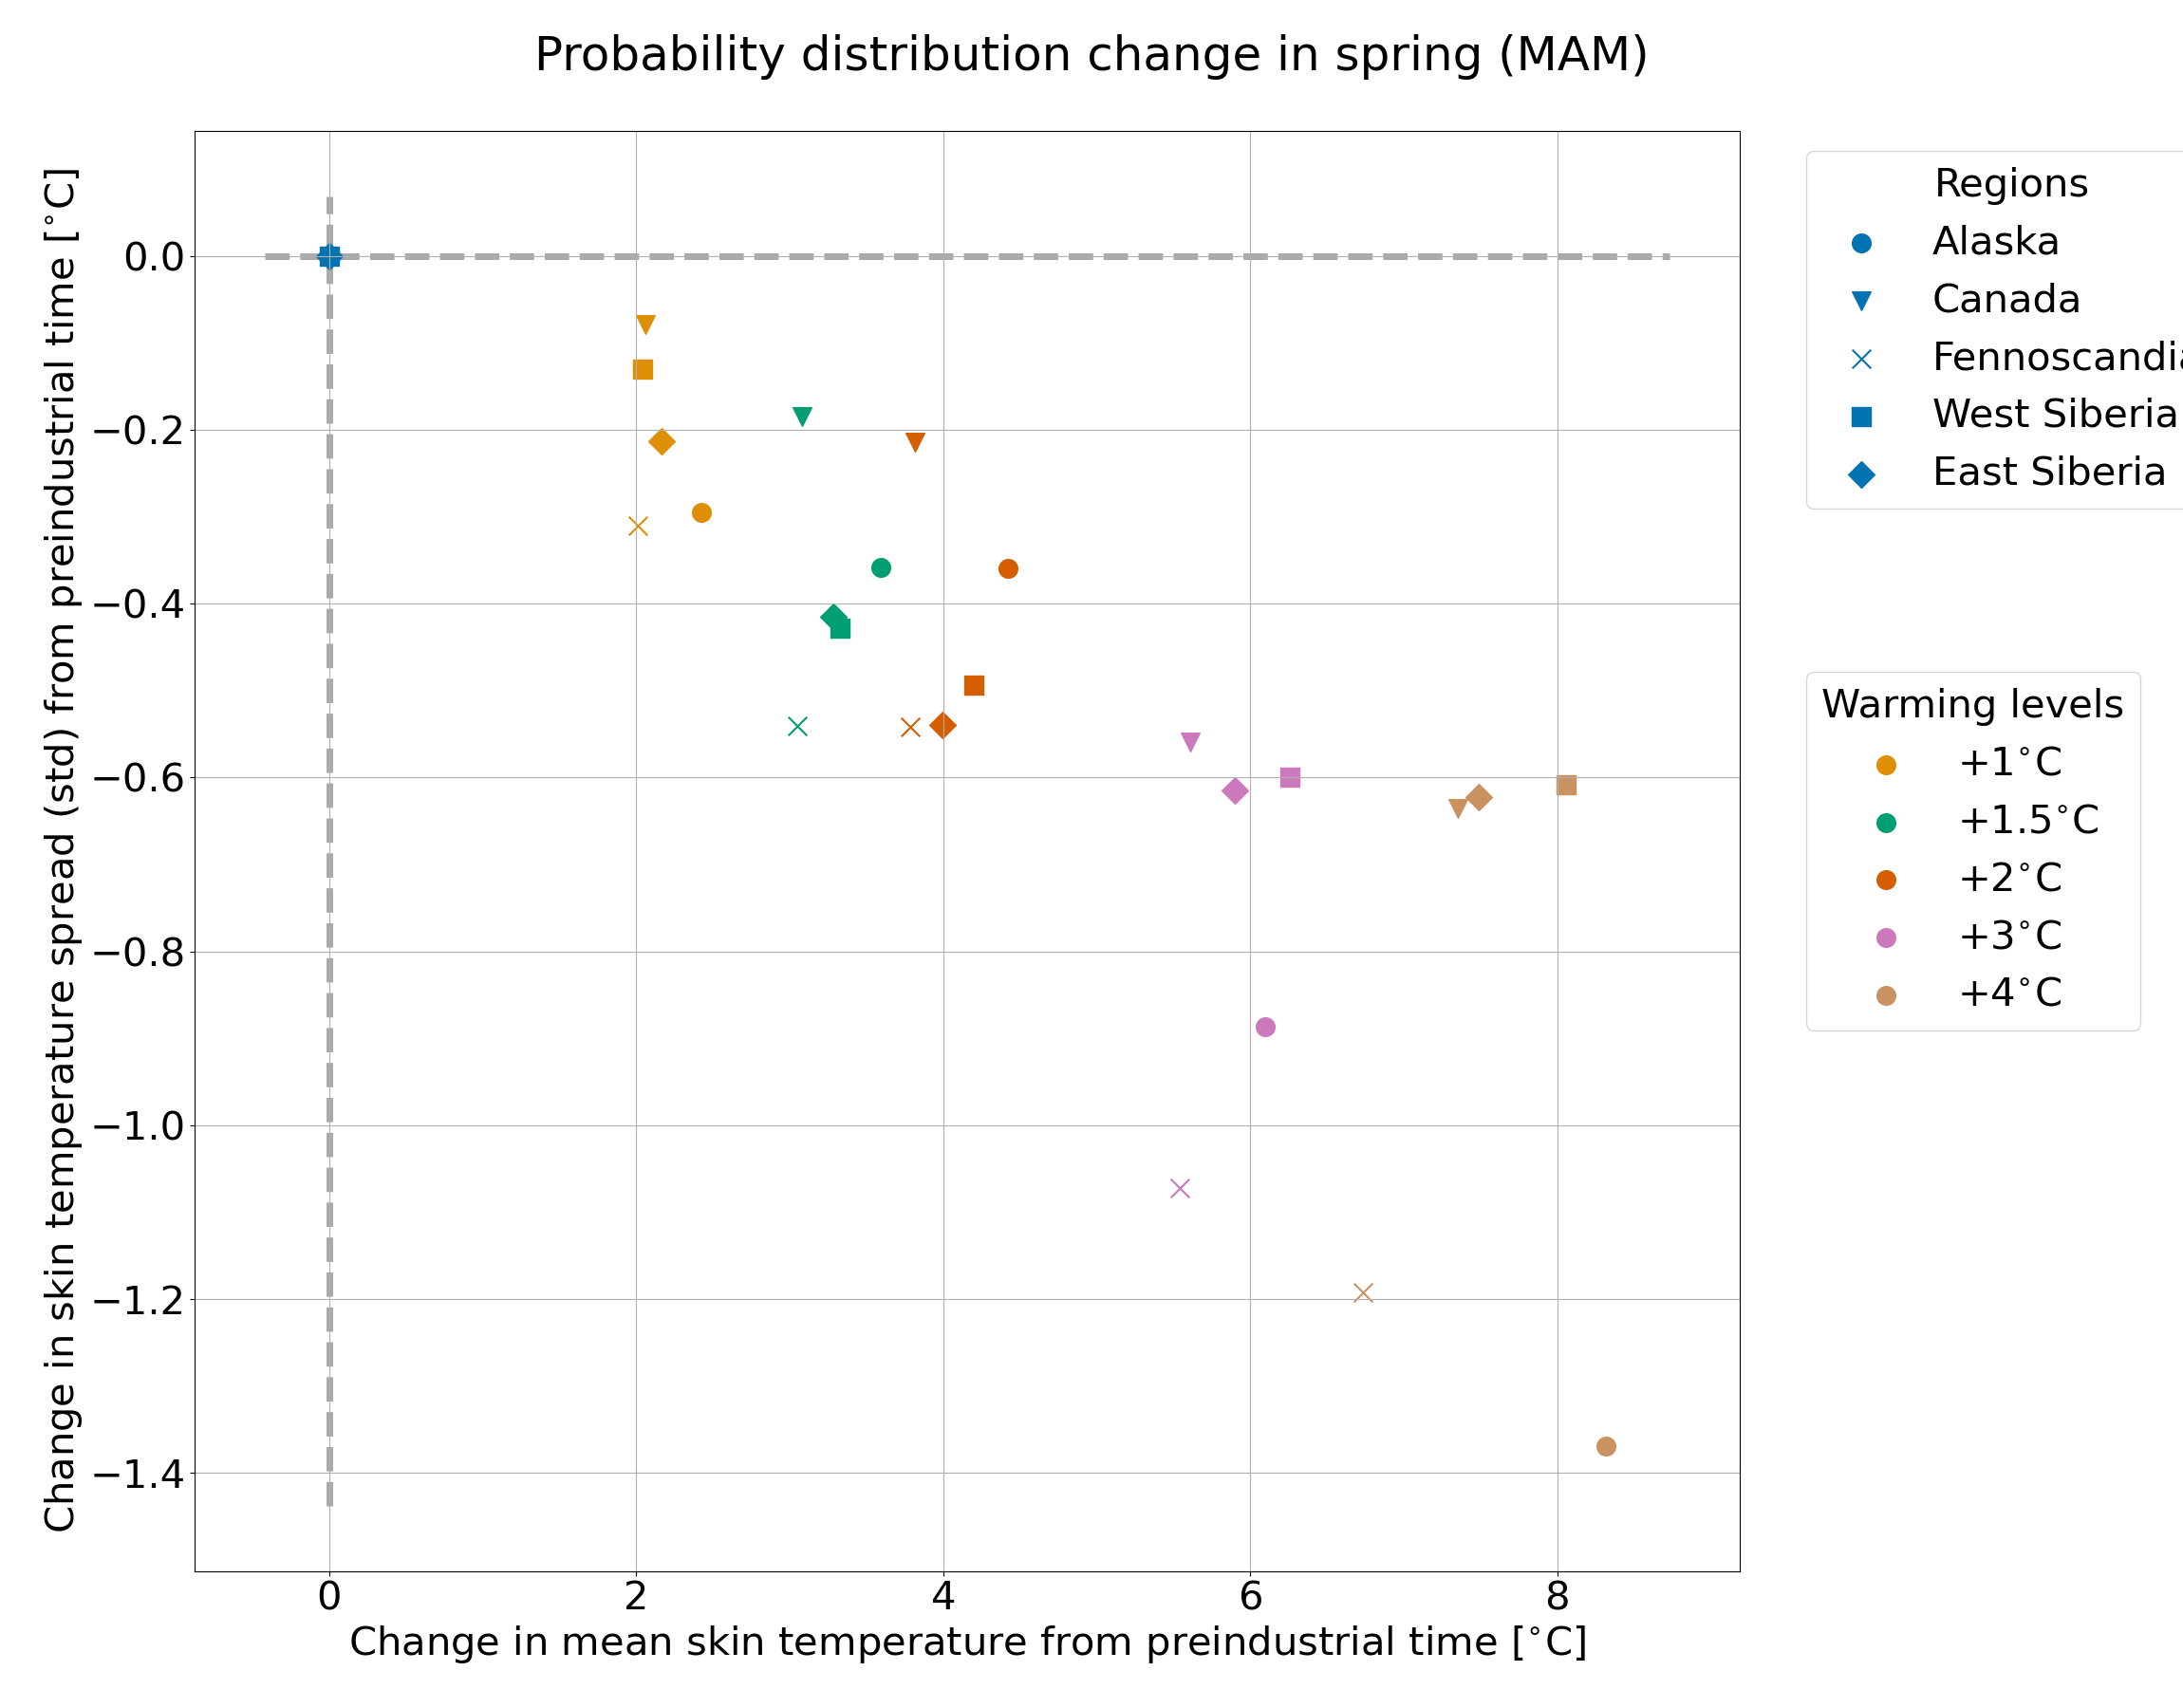 Probability distribution change in spring (MAM)
Change in skin temperature spread (std) from preindustrial time [°C]
0.0
−0.2
−0.4
−0.6
−0.8
−1.0
−1.2
−1.4
0 2 4 6 8
Change in mean skin temperature from preindustrial time [°C]
Regions
Alaska
Canada
Fennoscandia
West Siberia
East Siberia
Warming levels
+1°C
+1.5°C
+2°C
+3°C
+4°C